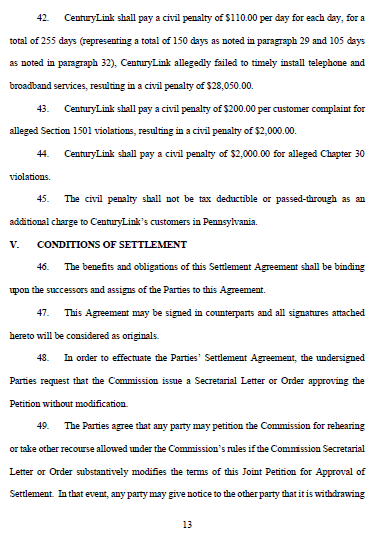 42. CenturyLink shall pay a civil penalty of $110.00 per day for each day, for a
total of 255 days (representing a total of 150 days as noted in paragraph 29 and 105 days
as noted in paragraph 32), CenturyLink allegedly failed to timely install telephone and
broadband services, resulting in a civil penalty of $28,050.00.
43. CenturyLink shall pay a civil penalty of $200.00 per customer complaint for
alleged Section 1501 violations, resulting in a civil penalty of $2,000.00.
44. CenturyLink shall pay a civil penalty of $2,000.00 for alleged Chapter 30
violations.
45. The civil penalty shall not be tax deductible or passed-through as an
additional charge to CenturyLink's customers in Pennsylvania.
V. CONDITIONS OF SETTLEMENT
46. The benefits and obligations of this Settlement Agreement shall be binding
upon the successors and assigns of the Parties to this Agreement.
47. This Agreement may be signed in counterparts and all signatures attached
hereto will be considered as originals.
48. In order to effectuate the Parties' Settlement Agreement, the undersigned
Parties request that the Commission issue a Secretarial Letter or Order approving the
Petition without modification.
49. The Parties agree that any party may petition the Commission for rehearing
or take other recourse allowed under the Commission's rules if the Commission Secretarial
Letter or Order substantively modifies the terms of this Joint Petition for Approval of
Settlement. In that event, any party may give notice to the other party that it is withdrawing
13